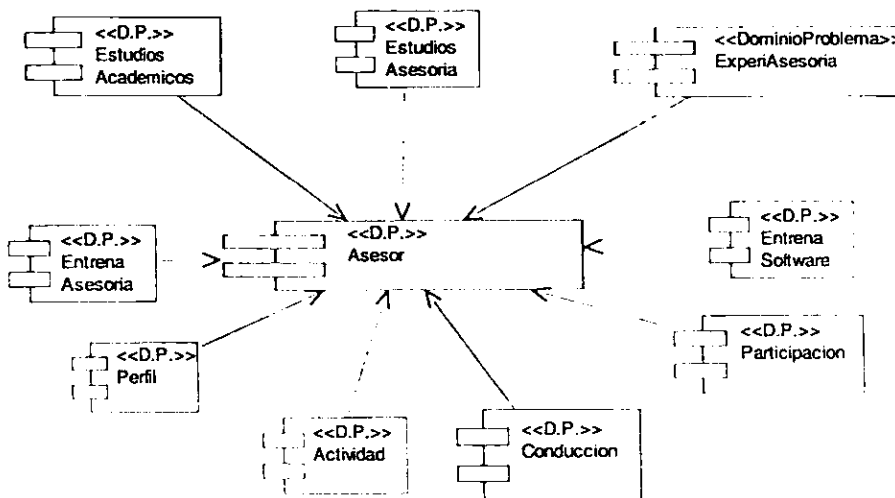 <<D.P.>>
Estudios
Academicos
<<D.P.>>
Estudios
Asesoria
<<DominioProblema>>
ExperiAsesoria
<<D.P.>>
Entrena
Asesoria
<<D.P.>>
Asesor
<<D.P.>>
Entrena
Software
<<D.P.>>
Perfil
<<D.P.>>
Participacion
<<D.P.>>
Actividad
<<D.P.>>
Conduccion